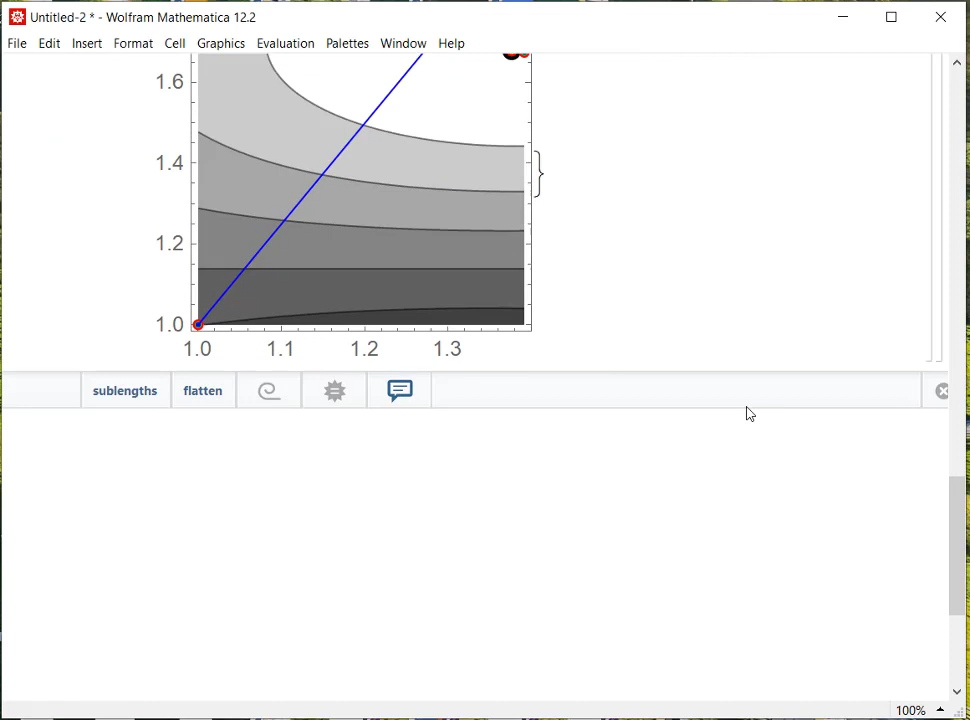 Untitled-2 * - Wolfram Mathematica 12.2
File Edit Insert Format Cell Graphics Evaluation Palettes Window Help
1.6
1.4
}
1.2
1.0
1.0 1.1 1.2 1.3
sublengths flatten
100%